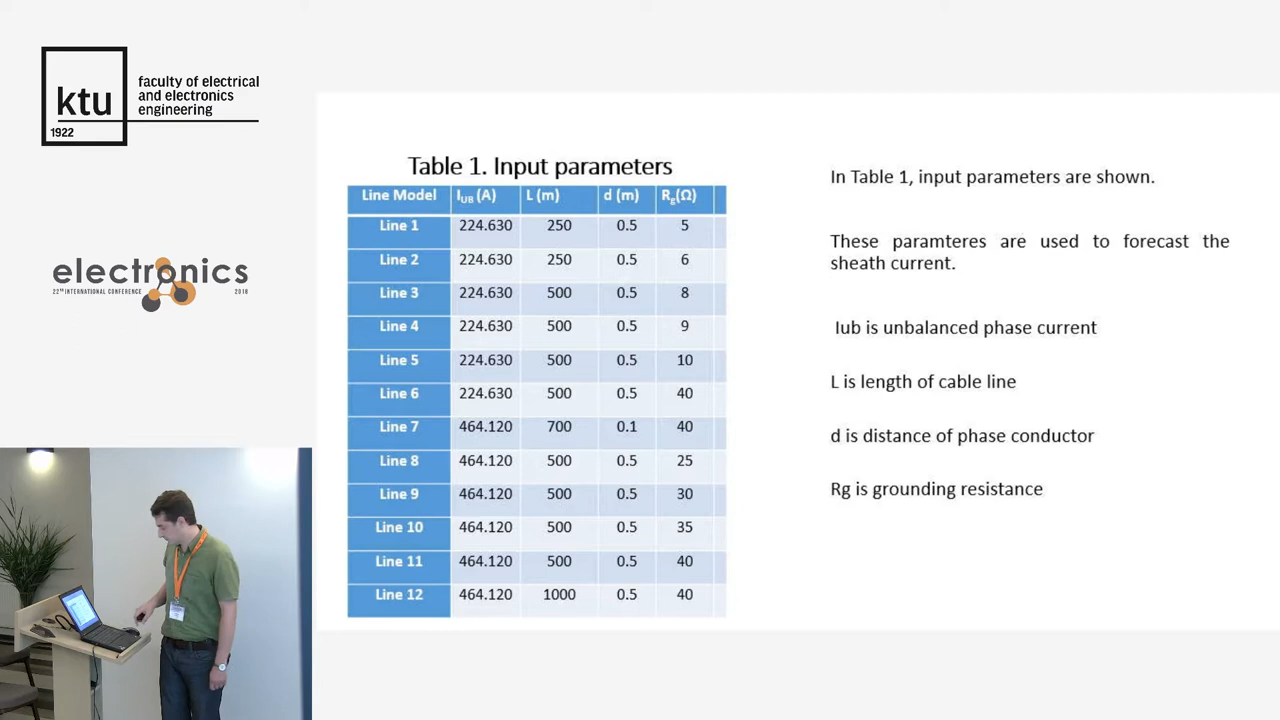 ktu
1922
faculty of electrical
and electronics
engineering
electronics
22TH INTERNATIONAL CONFERENCE 2018
Table 1. Input parameters
Line Model IUB (A) L (m) d (m) Rg(Ω)
Line 1 224.630 250 0.5 5
Line 2 224.630 250 0.5 6
Line 3 224.630 500 0.5 8
Line 4 224.630 500 0.5 9
Line 5 224.630 500 0.5 10
Line 6 224.630 500 0.5 40
Line 7 464.120 700 0.1 40
Line 8 464.120 500 0.5 25
Line 9 464.120 500 0.5 30
Line 10 464.120 500 0.5 35
Line 11 464.120 500 0.5 40
Line 12 464.120 1000 0.5 40
In Table 1, input parameters are shown.
These paramteres are used to forecast the
sheath current.
Iub is unbalanced phase current
L is length of cable line
d is distance of phase conductor
Rg is grounding resistance